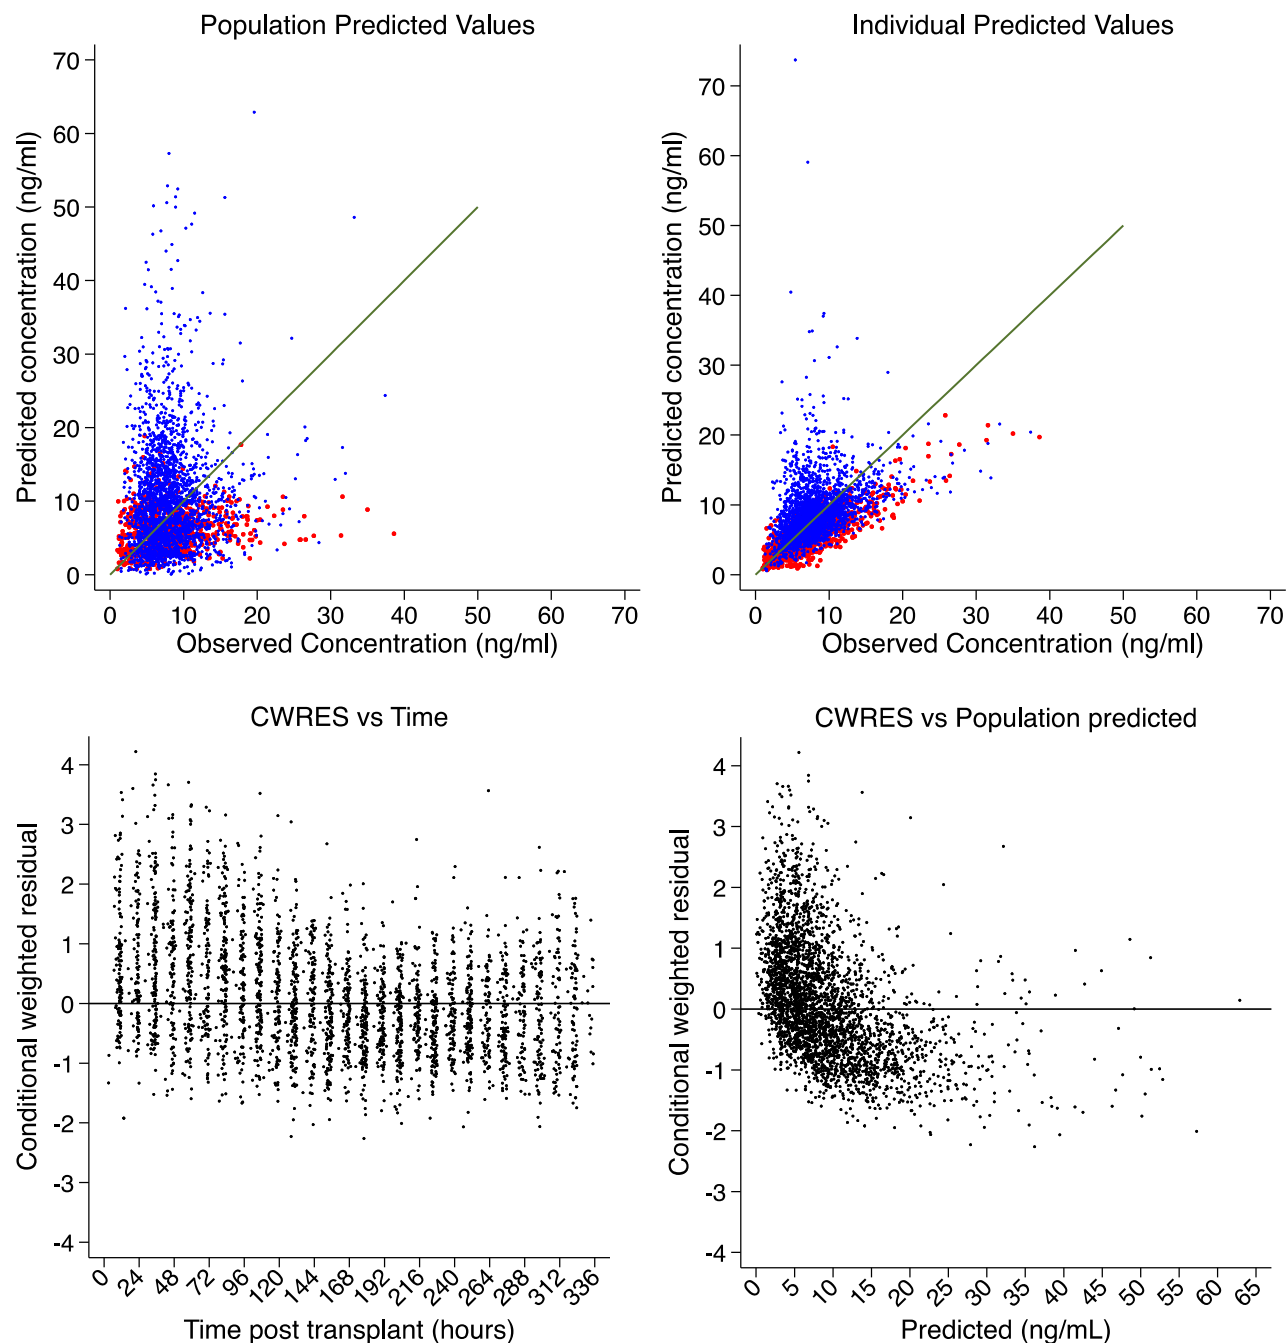 Population Predicted Values
Predicted concentration (ng/ml)
70
60
50
40
30
20
10
0
0 10 20 30 40 50 60 70
Observed Concentration (ng/ml)
Individual Predicted Values
Predicted concentration (ng/ml)
70
60
50
40
30
20
10
0
0 10 20 30 40 50 60 70
Observed Concentration (ng/ml)
CWRES vs Time
Conditional weighted residual
4
3
2
1
0
-1
-2
-3
-4
0 24 48 72 96 120 144 168 192 216 240 264 288 312 336
Time post transplant (hours)
CWRES vs Population predicted
Conditional weighted residual
4
3
2
1
0
-1
-2
-3
-4
0 5 10 15 20 25 30 35 40 45 50 55 60 65
Predicted (ng/mL)